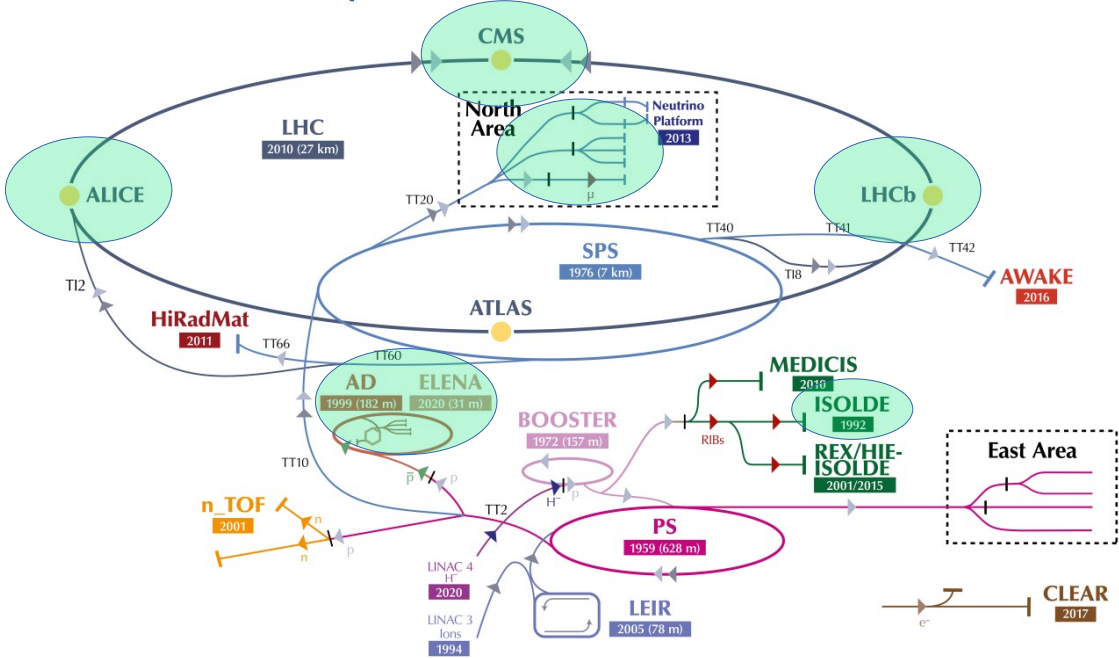 CMS
North
Area
Neutrino
Platform
2013
LHC
2010 (27 km)
μ
ALICE
LHCb
TT20
TT40
TT41
TT42
SPS
1976 (7 km)
TI8
AWAKE
2016
TI2
ATLAS
HiRadMat
2011
TT66
TT60
AD
1999 (182 m)
ELENA
2020 (31 m)
MEDICIS
2010
ISOLDE
1992
BOOSTER
1972 (157 m)
RIBs
REX/HIE-
ISOLDE
2001/2015
East Area
TT10
p̅
p
H⁻
p
TT2
n_TOF
2001
n
n
p
PS
1959 (628 m)
LINAC 4
H⁻
2020
LINAC 3
Ions
1994
LEIR
2005 (78 m)
CLEAR
2017
e⁻